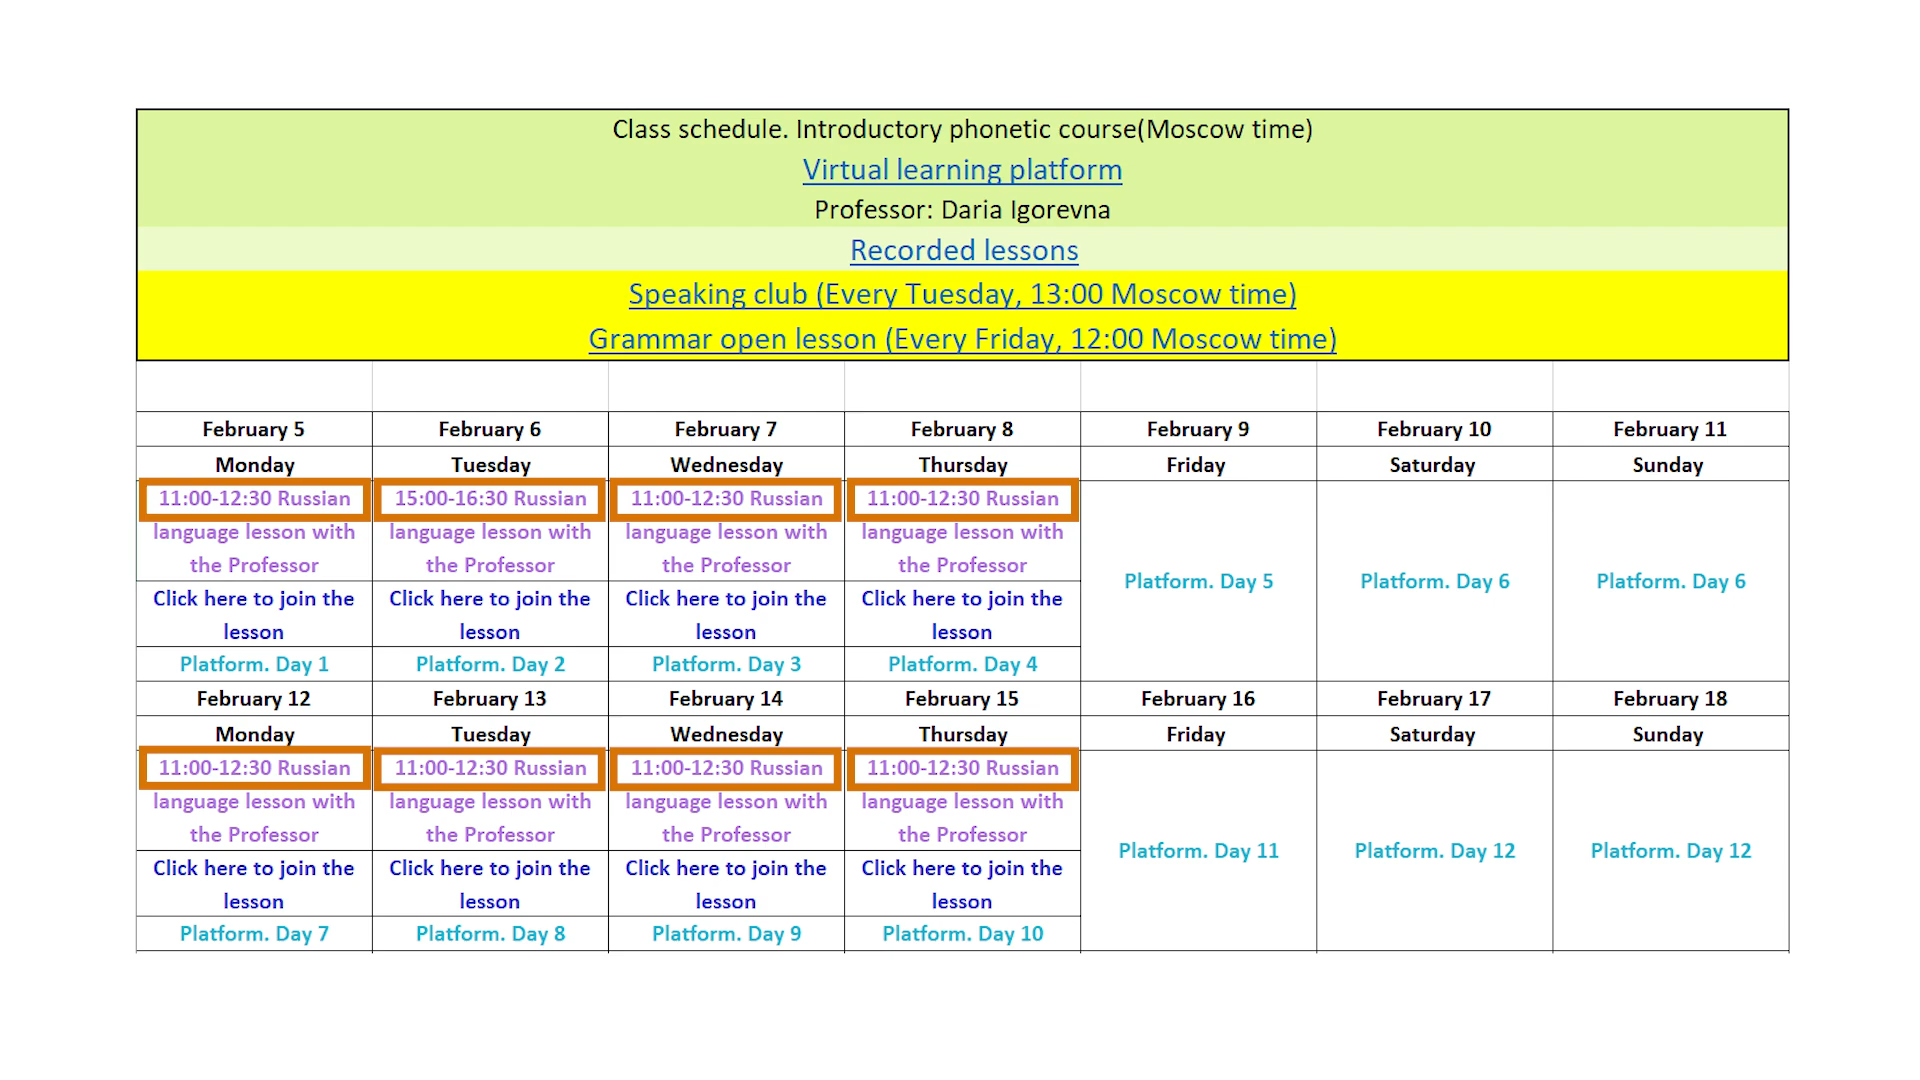 Class schedule. Introductory phonetic course(Moscow time)
Virtual learning platform
Professor: Daria Igorevna
Recorded lessons
Speaking club (Every Tuesday, 13:00 Moscow time)
Grammar open lesson (Every Friday, 12:00 Moscow time)
February 5 February 6 February 7 February 8 February 9 February 10 February 11
Monday Tuesday Wednesday Thursday Friday Saturday Sunday
11:00-12:30 Russian 15:00-16:30 Russian 11:00-12:30 Russian 11:00-12:30 Russian
language lesson with language lesson with language lesson with language lesson with
the Professor the Professor the Professor the Professor
Platform. Day 5 Platform. Day 6 Platform. Day 6
Click here to join the Click here to join the Click here to join the Click here to join the
lesson lesson lesson lesson
Platform. Day 1 Platform. Day 2 Platform. Day 3 Platform. Day 4
February 12 February 13 February 14 February 15 February 16 February 17 February 18
Monday Tuesday Wednesday Thursday Friday Saturday Sunday
11:00-12:30 Russian 11:00-12:30 Russian 11:00-12:30 Russian 11:00-12:30 Russian
language lesson with language lesson with language lesson with language lesson with
the Professor the Professor the Professor the Professor
Platform. Day 11 Platform. Day 12 Platform. Day 12
Click here to join the Click here to join the Click here to join the Click here to join the
lesson lesson lesson lesson
Platform. Day 7 Platform. Day 8 Platform. Day 9 Platform. Day 10